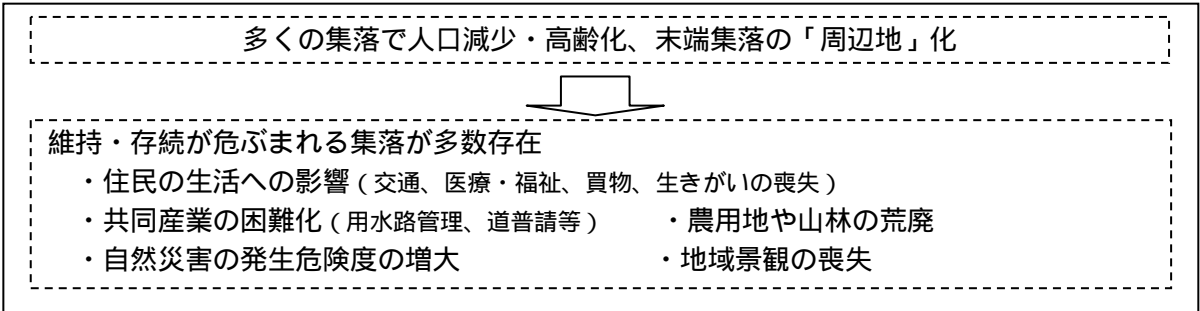 多くの集落で人口減少・高齢化、末端集落の「周辺地」化
維持・存続が危ぶまれる集落が多数存在
・住民の生活への影響(交通、医療・福祉、買物、生きがいの喪失)
・共同産業の困難化(用水路管理、道普請等) ・農用地や山林の荒廃
・自然災害の発生危険度の増大 ・地域景観の喪失